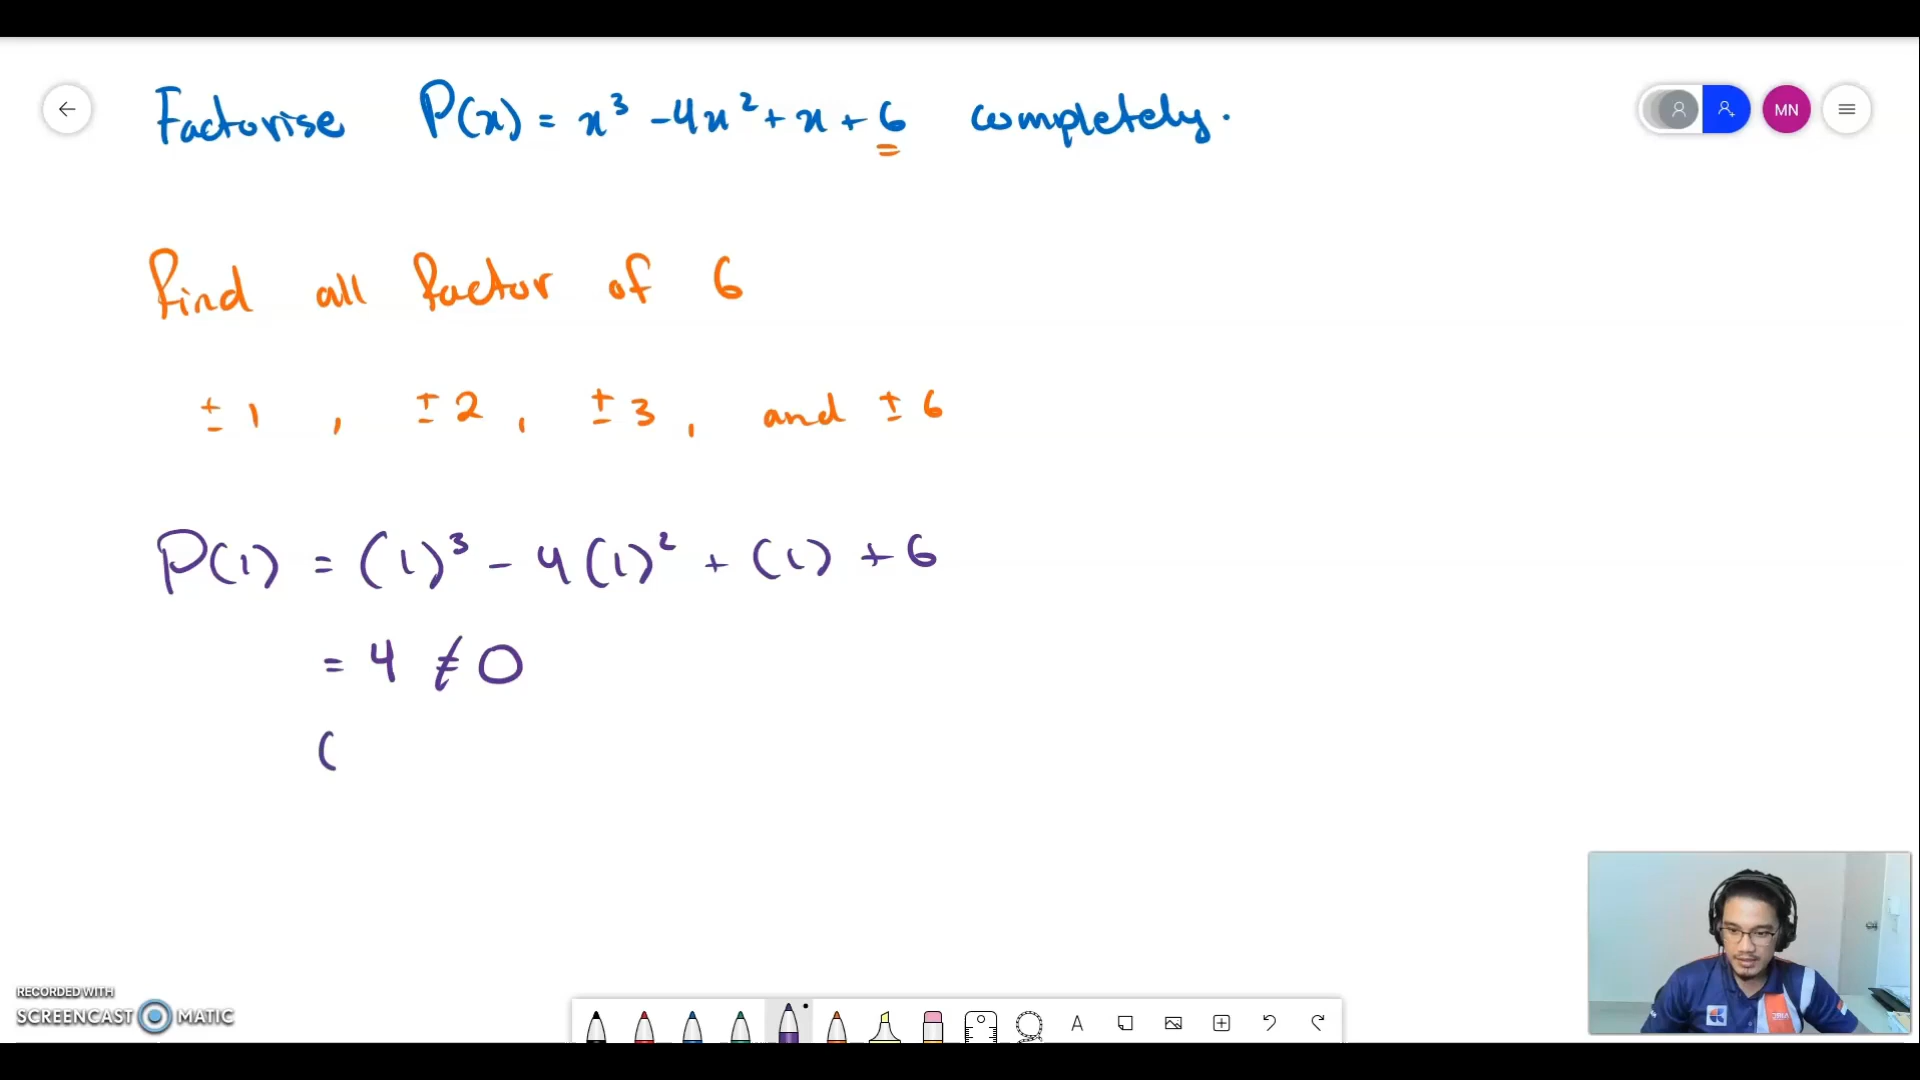 Factorise P(x) = x³ - 4x² + x + 6 completely.
MN
Find all factor of 6
± 1 , ± 2 , ± 3 , and ± 6
P(1) = (1)³ - 4(1)² + (1) + 6
= 4 ≠ 0
(
RECORDED WITH
SCREENCAST MATIC
A